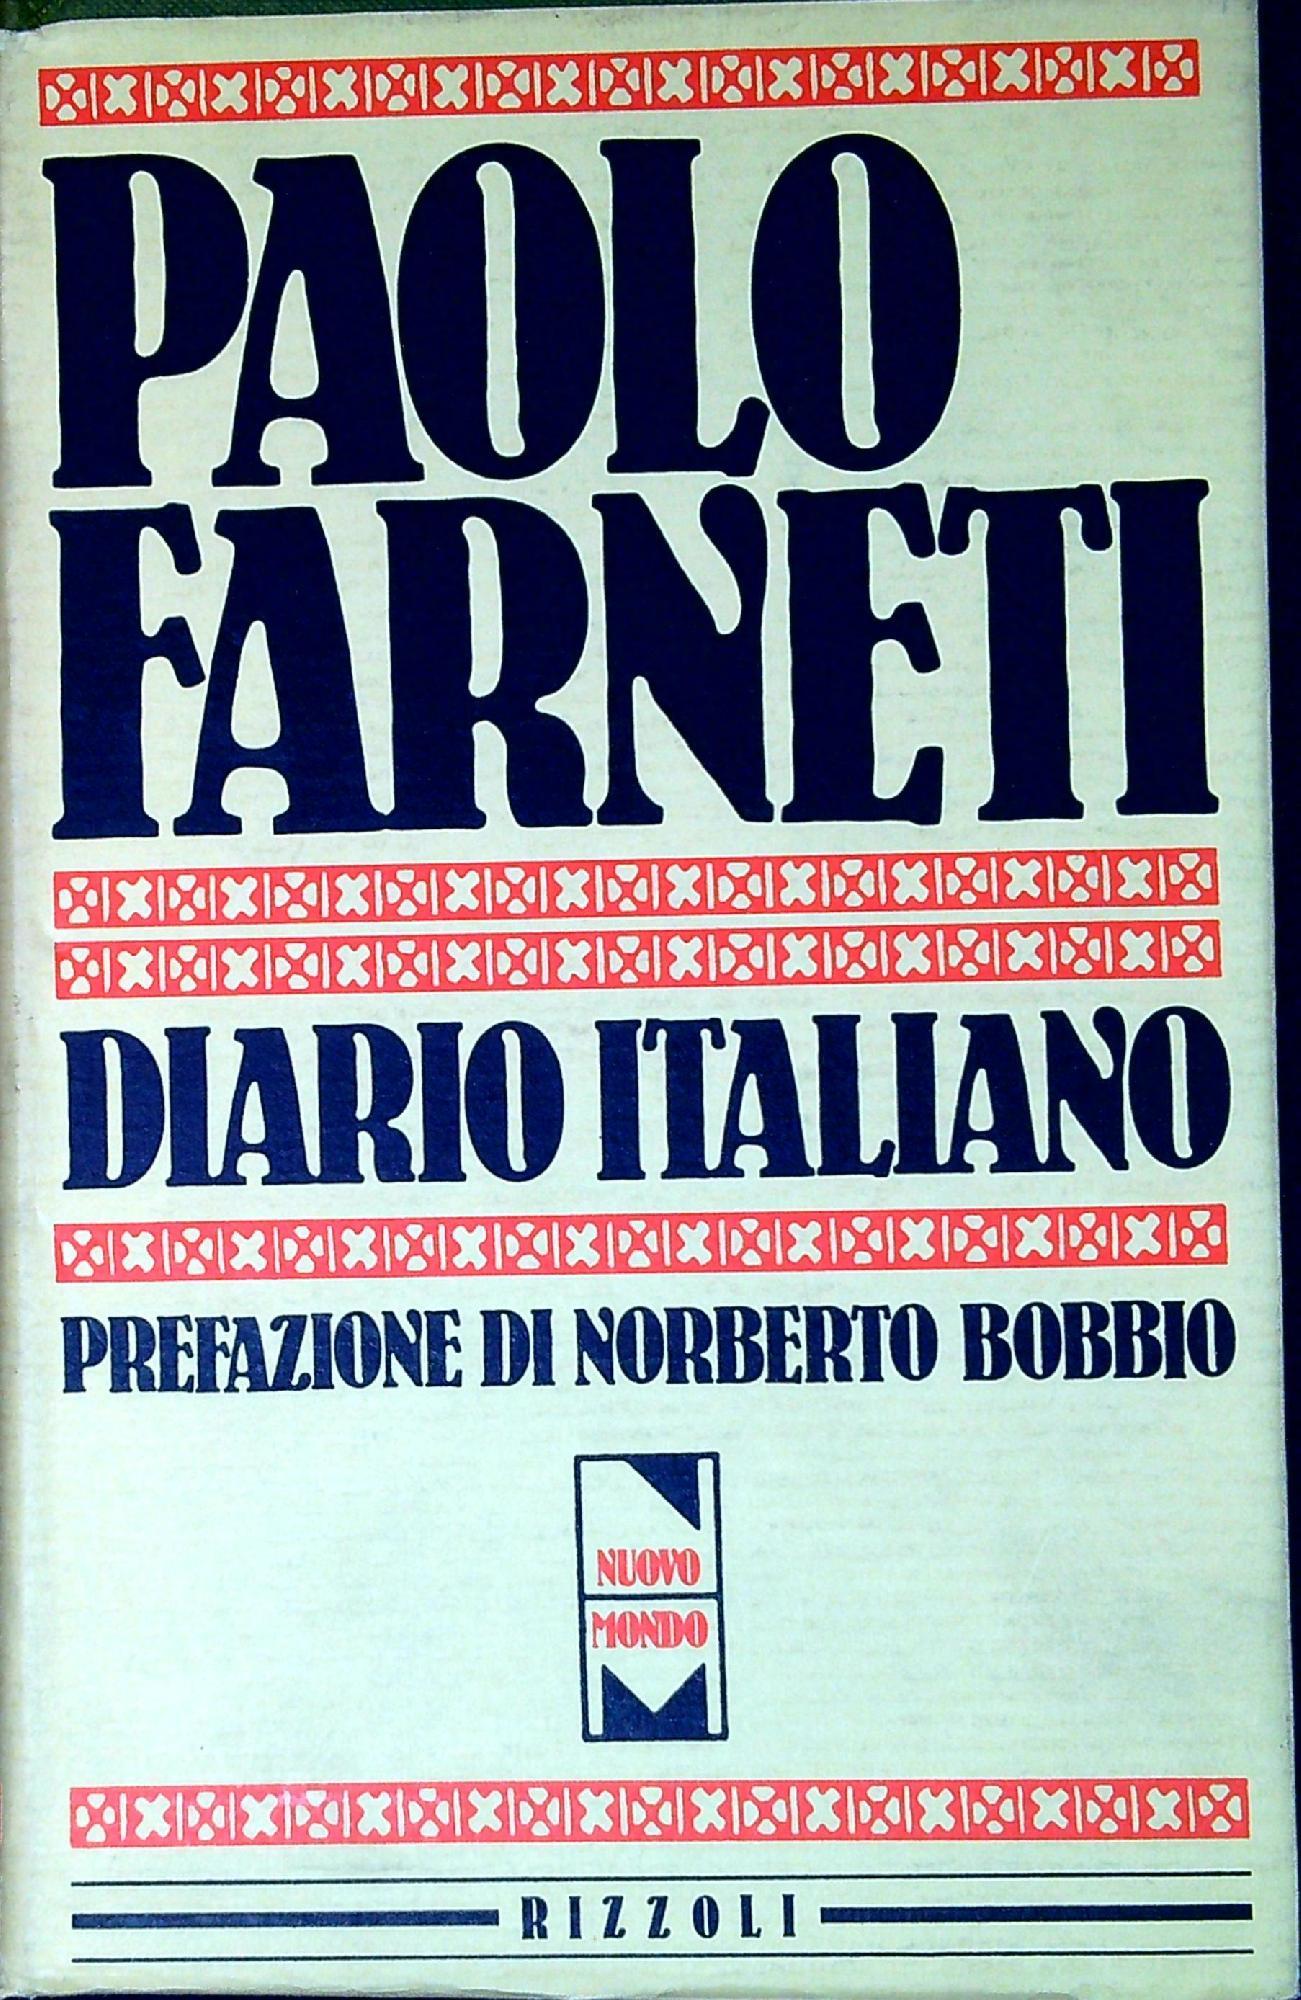 PAOLO
FARNETI
DIARIO ITALIANO
PREFAZIONE DI NORBERTO BOBBIO
NUOVO
MONDO
RIZZOLI